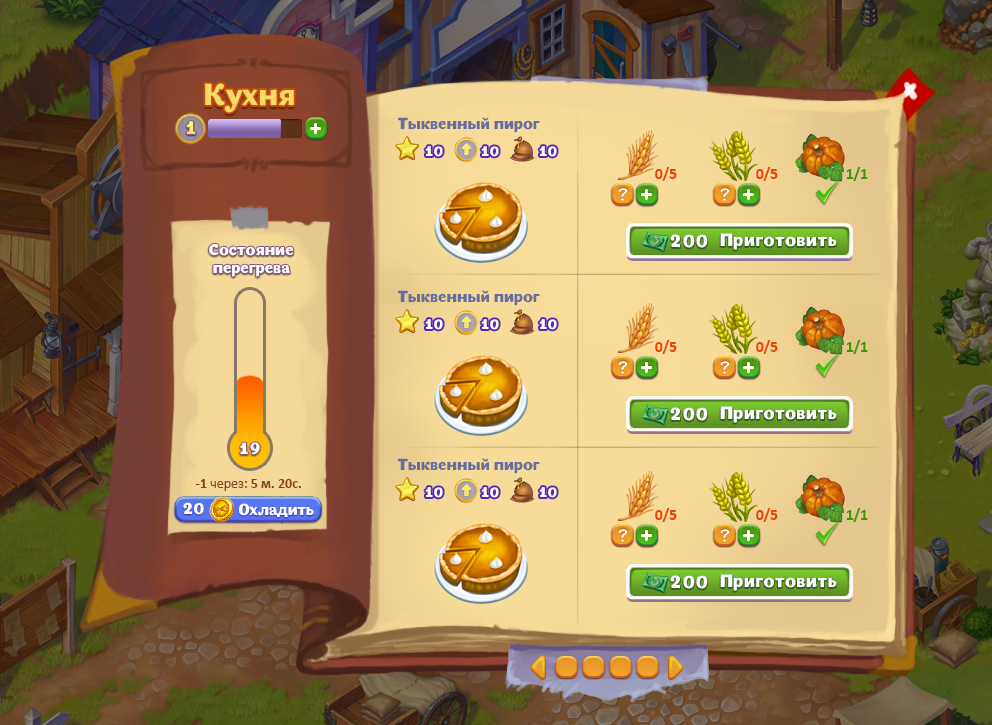 Кухня
1
Состояние
перегрева
19
-1 через: 5 м. 20с.
20 Охладить
Тыквенный пирог
10 10 10
0/5 0/5 1/1
? + ? +
200 Приготовить
Тыквенный пирог
10 10 10
0/5 0/5 1/1
? + ? +
200 Приготовить
Тыквенный пирог
10 10 10
0/5 0/5 1/1
? + ? +
200 Приготовить